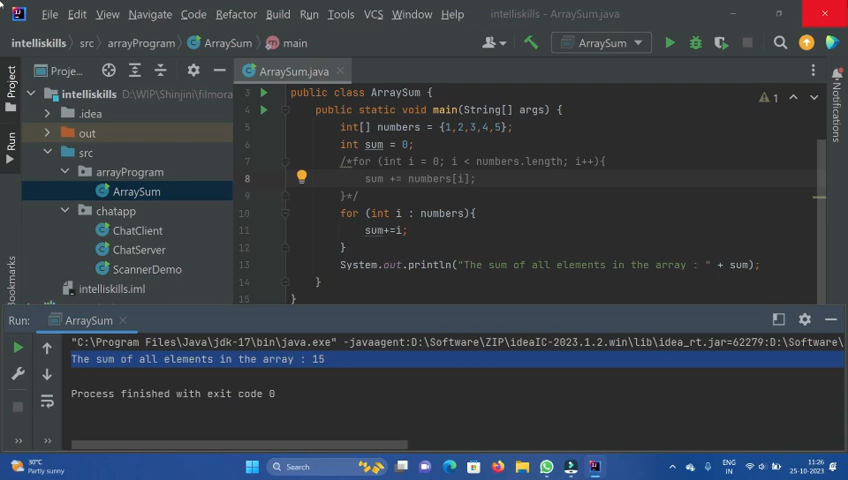 File Edit View Navigate Code Refactor Build Run Tools VCS Window Help intelliskills - ArraySum.java
intelliskills src arrayProgram ArraySum main ArraySum
Project Proje... ArraySum.java
intelliskills
.idea
out
src
arrayProgram
ArraySum
chatapp
ChatClient
ChatServer
ScannerDemo
intelliskills.iml
Run
Bookmarks
3 public class ArraySum {
4 public static void main(String[] args) {
5 int[] numbers = {1,2,3,4,5};
6 int sum = 0;
7 /*for (int i = 0; i < numbers.length; i++){
8 sum += numbers[i];
9 }*/
10 for (int i : numbers){
11 sum+=i;
12 }
13 System.out.println("The sum of all elements in the array : " + sum);
14 }
15 }
1
Notifications
Run: ArraySum
"C:\Program Files\Java\jdk-17\bin\java.exe" -javaagent:D:\Software\ZIP\ideaIC-2023.1.2.win\lib\idea_rt.jar=62279:D:\Software\
The sum of all elements in the array : 15
Process finished with exit code 0
30°C
Partly sunny
Search
ENG
IN
11:26
25-10-2023